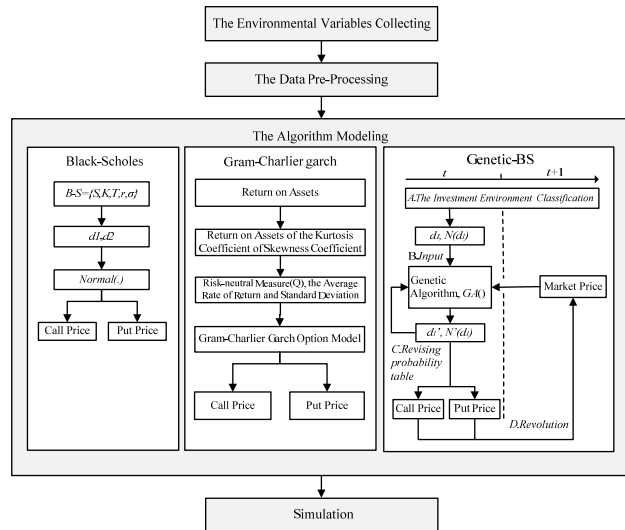 The Environmental Variables Collecting
The Data Pre-Processing
The Algorithm Modeling
Black-Scholes
B-S={S,K,T,r,σ}
d1,d2
Normal(.)
Call Price
Put Price
Gram-Charlier garch
Return on Assets
Return on Assets of the Kurtosis
Coefficient of Skewness Coefficient
Risk-neutral Measure(Q), the Average
Rate of Return and Standard Deviation
Gram-Charlier Garch Option Model
Call Price
Put Price
Genetic-BS
t
t+1
A.The Investment Environment Classification
B.Input
Genetic
Algorithm, GA()
Market Price
C.Revising
probability
table
Call Price
Put Price
D.Revolution
Simulation